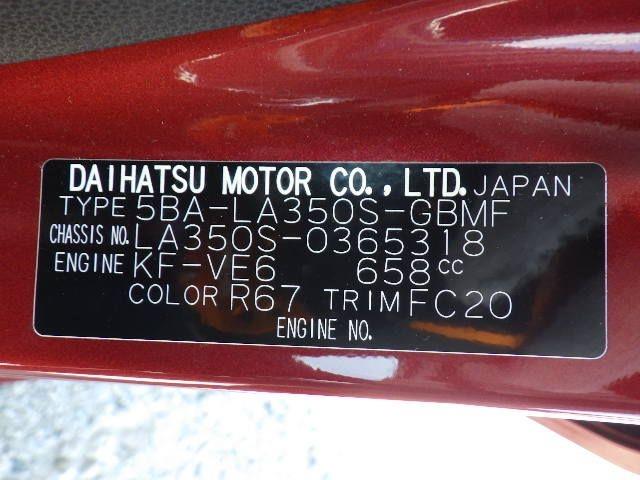 DAIHATSU MOTOR CO., LTD. JAPAN
TYPE 5BA-LA350S-GBMF
CHASSIS NO. LA350S-0365318
ENGINE KF-VE6 658cc
COLOR R67 TRIM FC20
ENGINE NO.